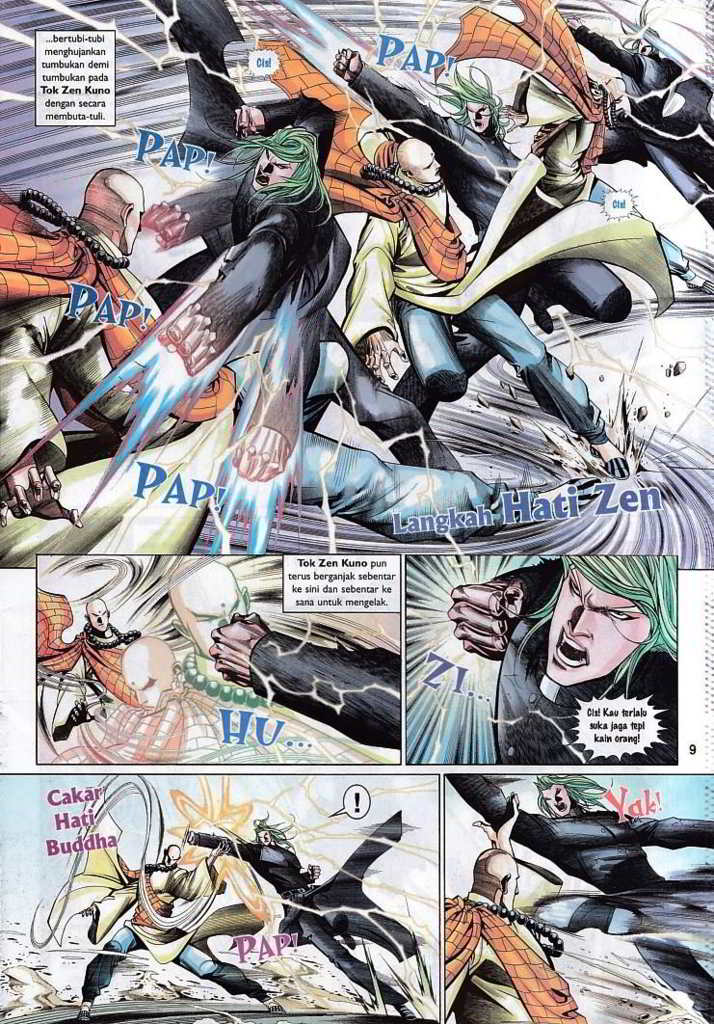 ...bertubi-tubi
menghujankan
tumbukan demi
tumbukan pada
Tok Zen Kuno
dengan secara
membuta-tuli.
Cis!
PAP!
PAP!
PAP!
Cis!
PAP!
PAP!
Langkah Hati Zen
Tok Zen Kuno pun
terus berganjak sebentar
ke sini dan sebentar ke
sana untuk mengelak.
HU...
ZI...
Cis! Kau terlalu
suka jaga tepi
kain orang!
9
Cakar
Hati
Buddha
!
PAP!
Yak!